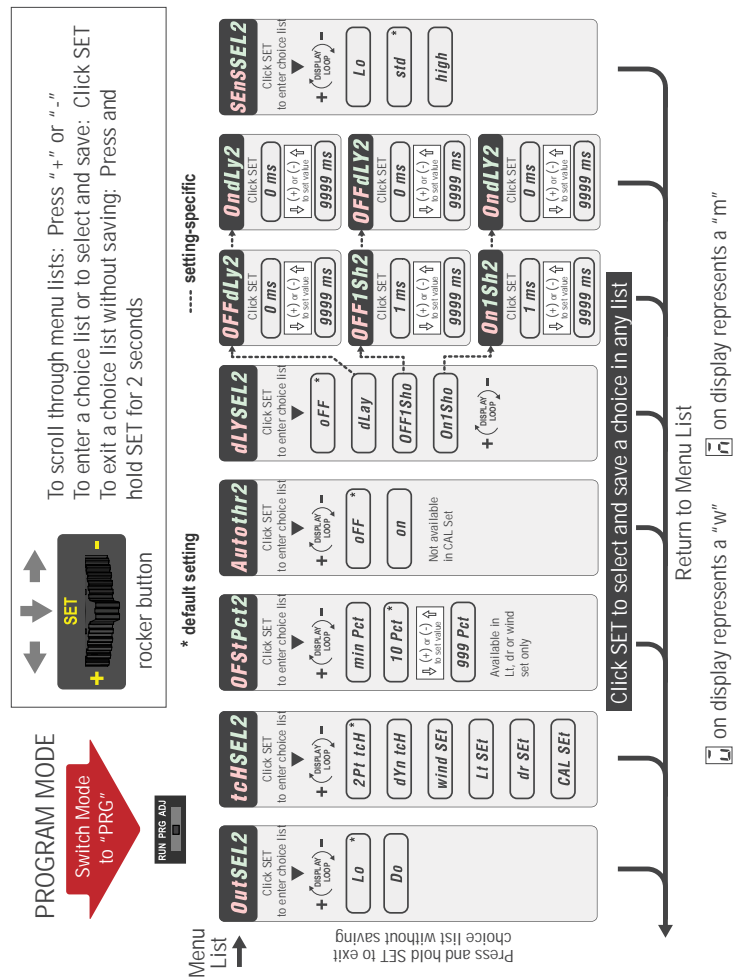 PROGRAM MODE
Switch Mode
to "PRG"
RUN PRG ADJ
+
SET
-
rocker button
To scroll through menu lists: Press "+" or "-"
To enter a choice list or to select and save: Click SET
To exit a choice list without saving: Press and
hold SET for 2 seconds
* default setting
----- setting-specific
Menu
List
Press and hold SET to exit
choice list without saving
OutSEL2
Click SET
to enter choice list
+ (DISPLAY LOOP) -
Lo *
Do
tcHSEL2
Click SET
to enter choice list
+ (DISPLAY LOOP) -
2Pt tcH *
dYn tcH
wind SEt
Lt SEt
dr SEt
CAL SEt
OFStPct2
Click SET
to enter choice list
+ (DISPLAY LOOP) -
min Pct
10 Pct *
⇩ (+) or (-) ⇧
to set value
999 Pct
Available in
Lt, dr or wind
set only
Autothr2
Click SET
to enter choice list
+ (DISPLAY LOOP) -
oFF *
on
Not available
in CAL Set
dLYSEL2
Click SET
to enter choice list
oFF *
dLay
OFF1Sho
On1Sho
+ (DISPLAY LOOP) -
OFFdLy2
Click SET
0 ms
⇩ (+) or (-) ⇧
to set value
9999 ms
OndLy2
Click SET
0 ms
⇩ (+) or (-) ⇧
to set value
9999 ms
OFF1Sh2
Click SET
1 ms
⇩ (+) or (-) ⇧
to set value
9999 ms
OFFdLY2
Click SET
0 ms
⇩ (+) or (-) ⇧
to set value
9999 ms
On1Sh2
Click SET
1 ms
⇩ (+) or (-) ⇧
to set value
9999 ms
OndLY2
Click SET
0 ms
⇩ (+) or (-) ⇧
to set value
9999 ms
SEnSSEL2
Click SET
to enter choice list
+ (DISPLAY LOOP) -
Lo
std *
high
Click SET to select and save a choice in any list
Return to Menu List
on display represents a "w"
on display represents a "m"